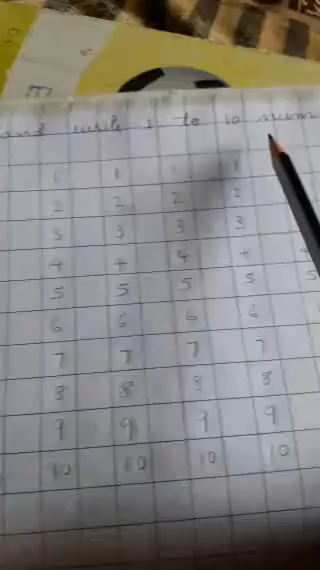 and write 1 to 10 num
1 1 1 1
2 2 2 2
3 3 3 3
4 4 4 4 4
5 5 5 5 5
6 6 6 6
7 7 7 7
8 8 8 8
9 9 9 9
10 10 10 10